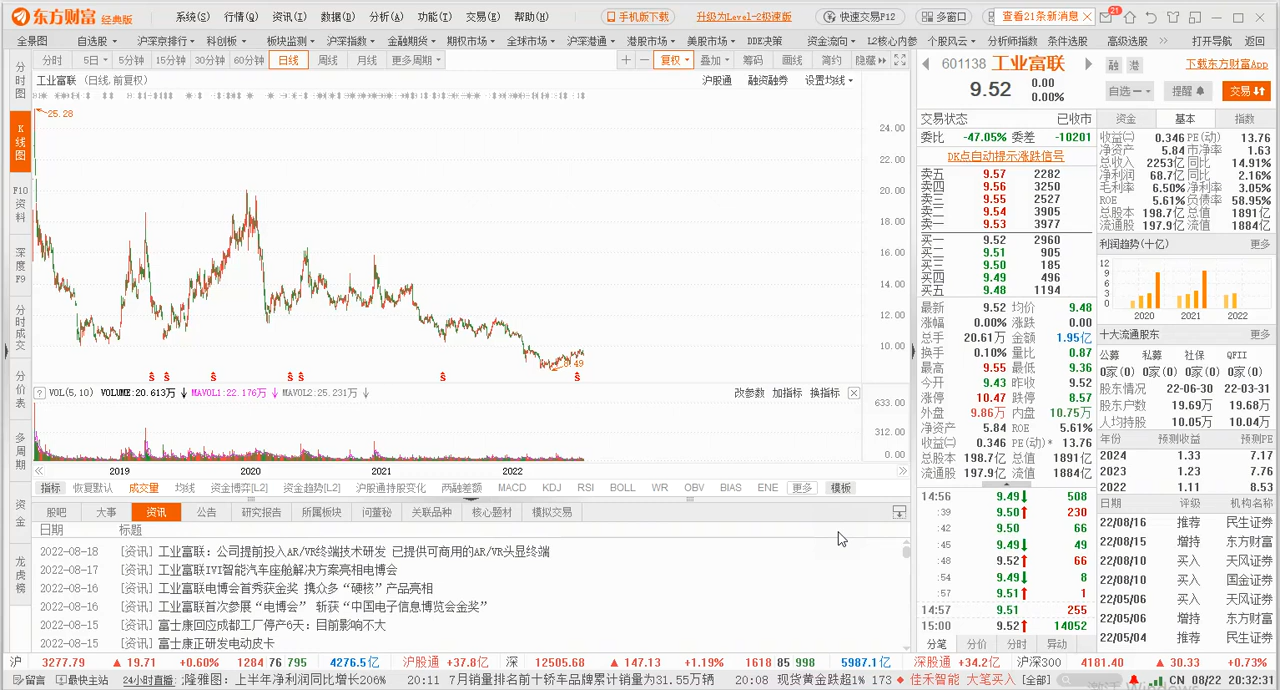 东方财富 经典版 系统(S) 行情(Q) 资讯(I) 数据(D) 分析(A) 功能(T) 交易(E) 帮助(H) 手机版下载 升级为Level-2极速版 快速交易F12 多窗口 查看21条新消息 21
全景图 自选股 沪深京排行 科创板 板块监测 沪深指数 金融期货 期权市场 全球市场 沪深港通 港股市场 美股市场 DDE决策 资金流向 L2核心内参 个股风云 分析师指数 条件选股 高级选股 打开导航 返回
分时 5日 5分钟 15分钟 30分钟 60分钟 日线 周线 月线 更多周期 复权 叠加 筹码 画线 简约 隐藏
工业富联 (日线.前复权) 沪股通 融资融券 设置均线
分时图
K线图
F10资料
深度F9
分时成交
分价表
多周期
资金
龙虎榜
25.28
24.00
22.00
20.00
18.00
16.00
14.00
12.00
10.00
8.49
VOL(5,10) VOLUME:20.613万 MAVOL1:22.176万 MAVOL2:25.231万 改参数 加指标 换指标
633.00
312.00
0.00
2019 2020 2021 2022
指标 恢复默认 成交量 均线 资金博弈[L2] 资金 L2] 沪股通持股变化 两融差额 MACD KDJ RSI BOLL WR OBV BIAS ENE 更多 模板
股吧 大事 资讯 公告 研究报告 所属板块 问董秘 关联品种 核心题材 模拟交易
日期 标题
2022-08-18 [资讯] 工业富联：公司提前投入AR/VR终端技术研发 已提供可商用的AR/VR头显终端
2022-08-17 [资讯] 工业富联IVI智能汽车座舱解决方案亮相电博会
2022-08-16 [资讯] 工业富联电博会首秀获金奖 携众多“硬核”产品亮相
2022-08-16 [资讯] 工业富联首次参展“电博会” 斩获“中国电子信息博览会金奖”
2022-08-15 [资讯] 富士康回应成都工厂停产6天：目前影响不大
2022-08-15 [资讯] 富士康正研发电动皮卡
601138 工业富联 融 港 下载东方财富App
9.52 0.00 0.00% 自选 提醒 交易
交易状态 已收市
委比 -47.05% 委差 -10201
DK点自动提示涨跌信号
卖五 9.57 2282
卖四 9.56 3250
卖三 9.55 2527
卖二 9.54 3905
卖一 9.53 3977
买一 9.52 2960
买二 9.51 905
买三 9.50 185
买四 9.49 496
买五 9.48 1194
最新 9.52 均价 9.48
涨幅 0.00% 涨跌 0.00
总手 20.61万 金额 1.95亿
换手 0.10% 量比 0.87
最高 9.55 最低 9.36
今开 9.43 昨收 9.52
涨停 10.47 跌停 8.57
外盘 9.86万 内盘 10.75万
净资产 5.84 ROE 5.61%
收益(二) 0.346 PE(动)* 13.76
总股本 198.7亿 总值 1891亿
流通股 197.9亿 流值 1884亿
14:56 9.49 508
:39 9.50 230
:42 9.50 66
:45 9.49 49
:48 9.52 66
:54 9.49 8
:57 9.51 1
14:57 9.51 255
15:00 9.52 14052
分笔 分价 分时 异动
资金 基本 指数
收益(二) 0.346 PE(动) 13.76
净资产 5.84 市净率 1.63
总收入 2253亿 同比 14.91%
净利润 68.7亿 同比 2.16%
毛利率 6.50% 净利率 3.05%
ROE 5.61% 负债率 58.95%
总股本 198.7亿 总值 1891亿
流通股 197.9亿 流值 1884亿
利润趋势(十亿) 更多
12
9
6
3
0
2020 2021 2022
十大流通股东 更多
公募 私募 社保 QFII
0家(0) 0家(0) 0家(0) 0家(0)
股东情况 22-06-30 22-03-31
股东户数 19.69万 19.68万
人均持股 10.05万 10.04万
年份 预测收益 预测PE
2024 1.33 7.17
2023 1.23 7.76
2022 1.11 8.53
日期 评级 机构名称
22/08/16 推荐 民生证券
22/08/15 增持 东方财富
22/08/10 买入 天风证券
22/08/10 买入 国金证券
22/05/06 买入 天风证券
22/05/06 增持 东方财富
22/05/04 推荐 民生证券
沪 3277.79 ▲ 19.71 +0.60% 1284 76 795 4276.5亿 沪股通 +37.8亿 深 12505.68 ▲ 147.13 +1.19% 1618 85 998 5987.1亿 深股通 +34.2亿 沪深300 4181.40 ▲ 30.33 +0.73%
留言 最快主站 24小时直播 隆雅图：上半年净利润同比增长206% 20:11 7月销量排名前十轿车品牌累计销量为31.55万辆 20:08 现货黄金跌超1% 173 佳禾智能 大笔买入 [全部] CN 08/22 20:32:31